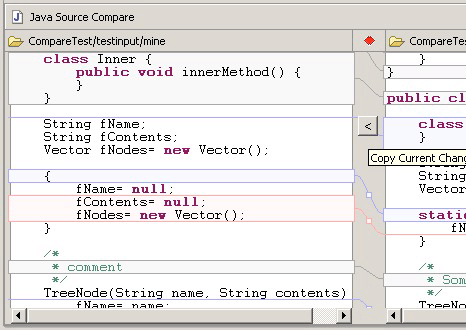 Java Source Compare
CompareTest/testinput/mine
CompareTe
class Inner {
public void innerMethod() {
}
}
String fName;
String fContents;
Vector fNodes= new Vector();
{
fName= null;
fContents= null;
fNodes= new Vector();
}
/*
* comment
*/
TreeNode(String name, String contents)
fName= name;
<
Copy Current Chang
}
}
public cl
class
}
String
Vector
stati
fN
}
/*
* Som
*/
TreeNo